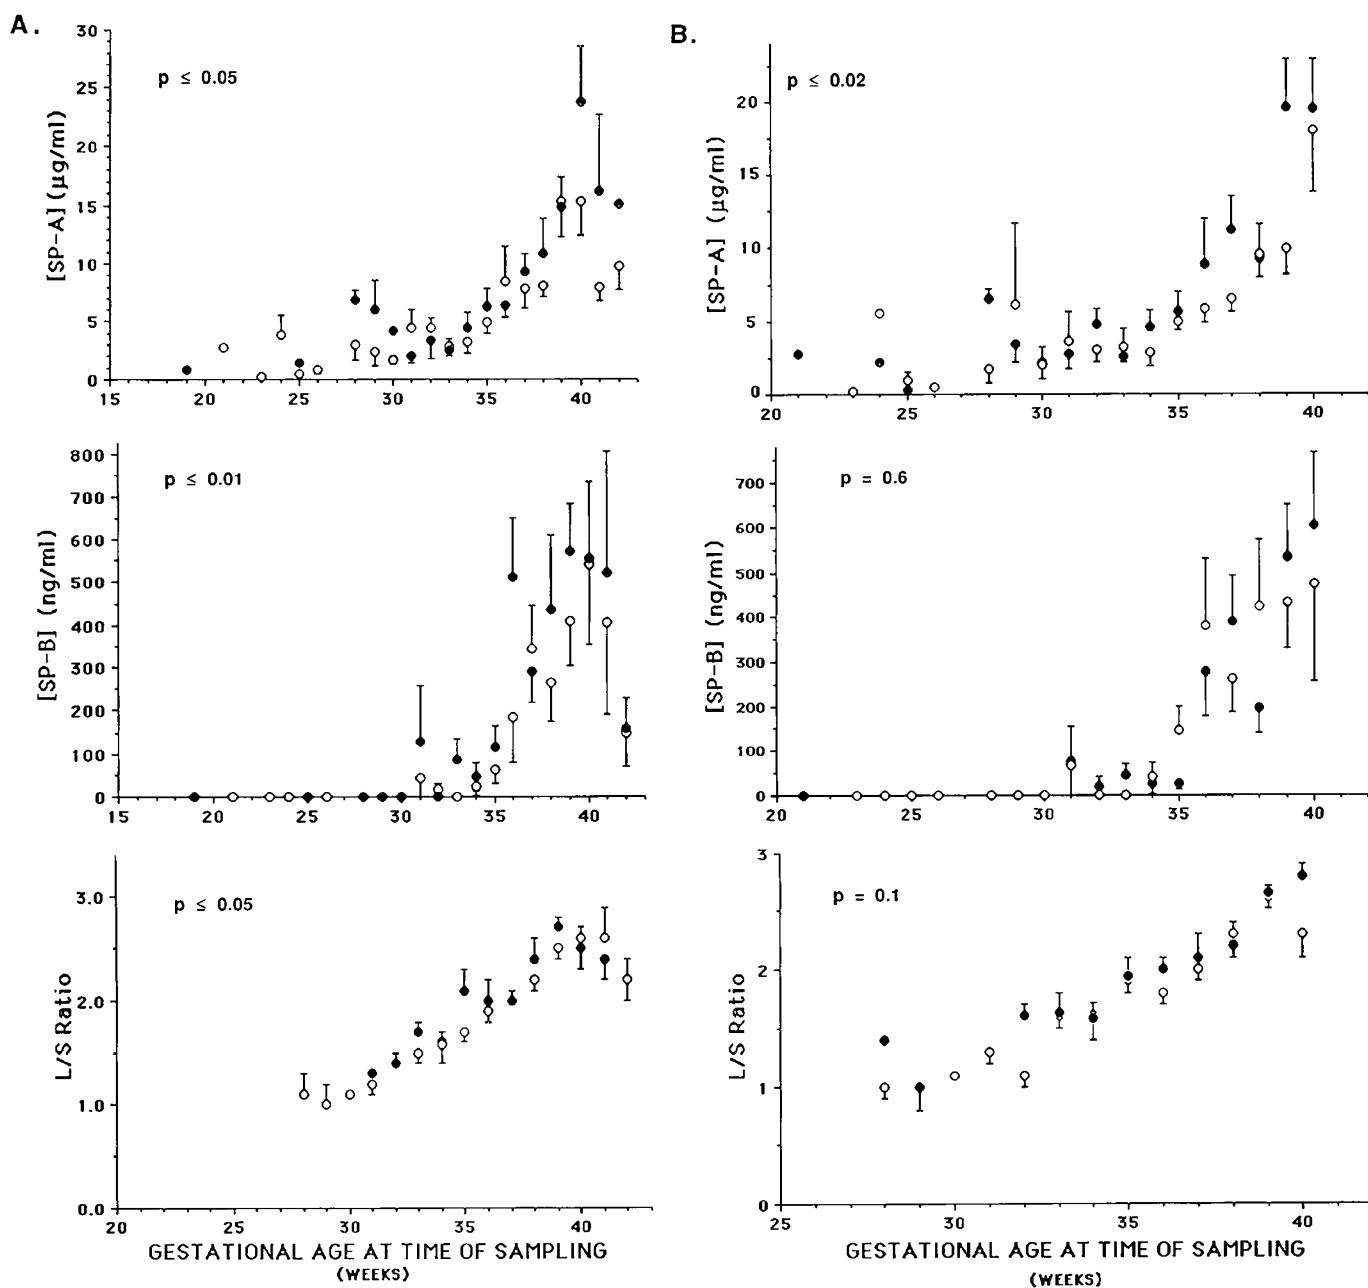 A.
30
25
20
15
10
5
0
[SP-A] (µg/ml)
p ≤ 0.05
15 20 25 30 35 40
800
700
600
500
400
300
200
100
0
[SP-B] (ng/ml)
p ≤ 0.01
15 20 25 30 35 40
3.0
2.0
1.0
0.0
L/S Ratio
p ≤ 0.05
20 25 30 35 40
GESTATIONAL AGE AT TIME OF SAMPLING
(WEEKS)
B.
20
15
10
5
0
[SP-A] (µg/ml)
p ≤ 0.02
20 25 30 35 40
700
600
500
400
300
200
100
0
[SP-B] (ng/ml)
p = 0.6
20 25 30 35 40
3
2
1
0
L/S Ratio
p = 0.1
25 30 35 40
GESTATIONAL AGE AT TIME OF SAMPLING
(WEEKS)